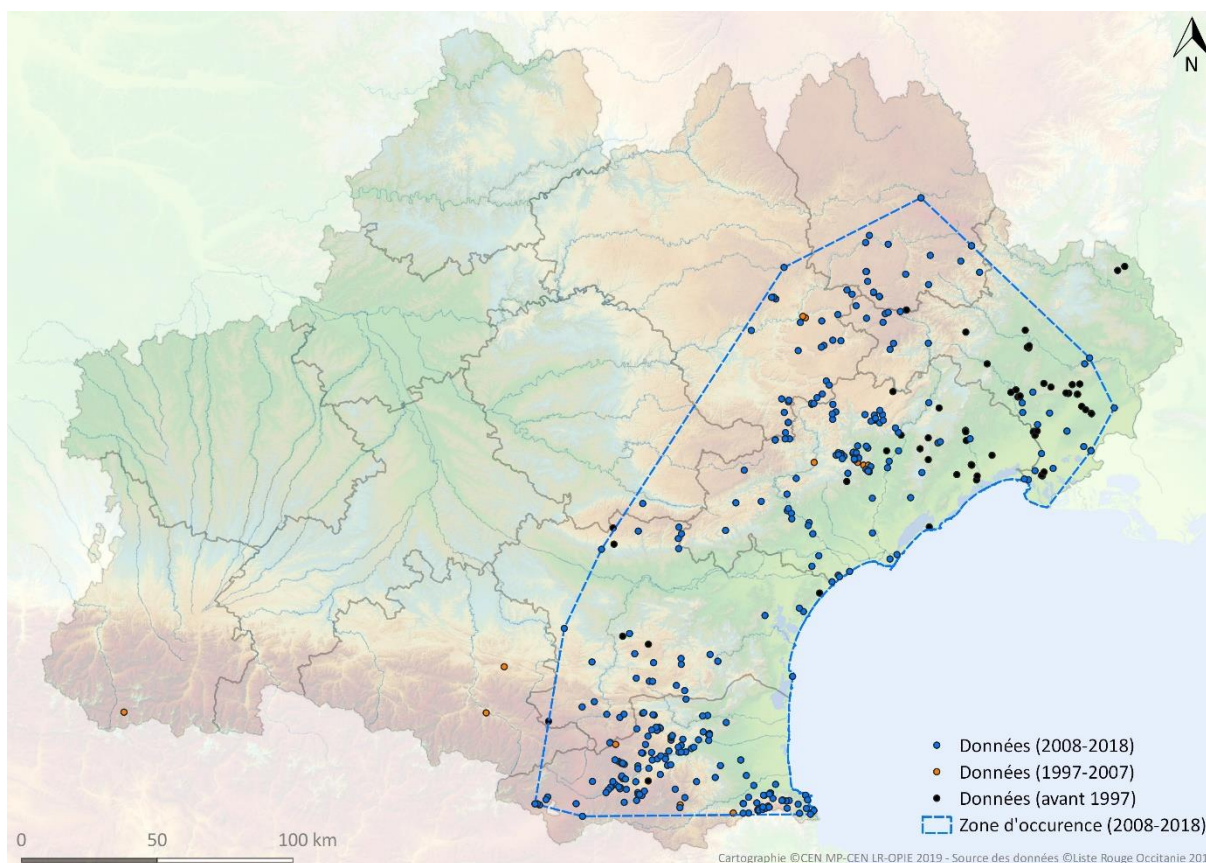 N
Données (2008-2018)
Données (1997-2007)
Données (avant 1997)
Zone d'occurence (2008-2018)
0 50 100 km
Cartographie ©CEN MP-CEN LR-OPIE 2019 - Source des données ©Liste Rouge Occitanie 201